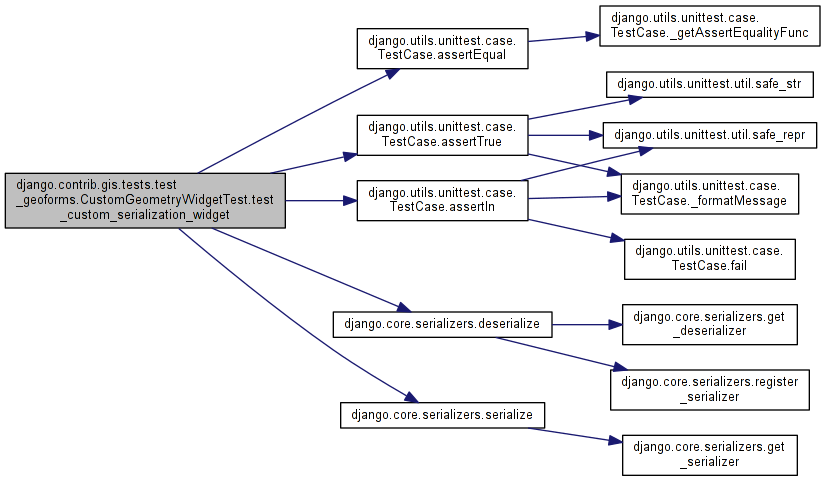 django.contrib.gis.tests.test
_geoforms.CustomGeometryWidgetTest.test
_custom_serialization_widget
django.utils.unittest.case.
TestCase.assertEqual
django.utils.unittest.case.
TestCase._getAssertEqualityFunc
django.utils.unittest.case.
TestCase.assertTrue
django.utils.unittest.util.safe_str
django.utils.unittest.util.safe_repr
django.utils.unittest.case.
TestCase._formatMessage
django.utils.unittest.case.
TestCase.assertIn
django.utils.unittest.case.
TestCase.fail
django.core.serializers.deserialize
django.core.serializers.get
_deserializer
django.core.serializers.register
_serializer
django.core.serializers.serialize
django.core.serializers.get
_serializer